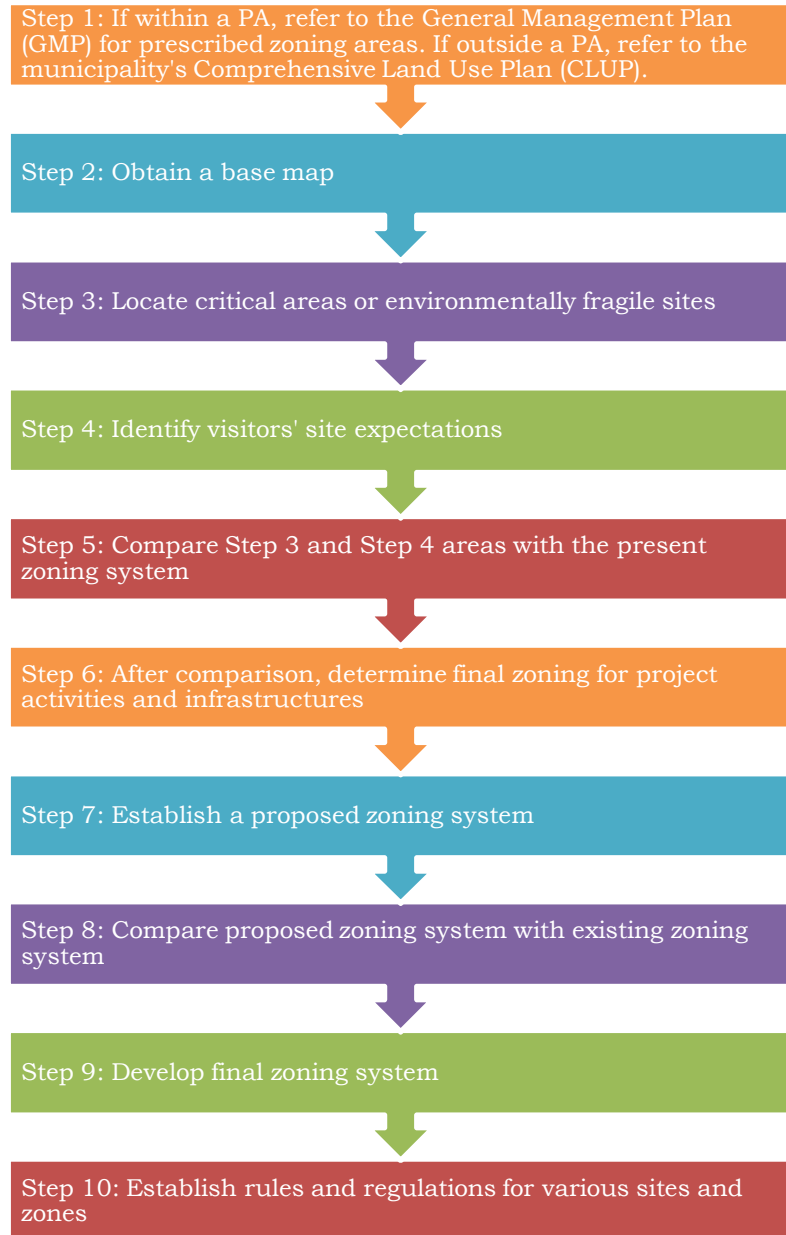 Step 1: If within a PA, refer to the General Management Plan
(GMP) for prescribed zoning areas. If outside a PA, refer to the
municipality's Comprehensive Land Use Plan (CLUP).
Step 2: Obtain a base map
Step 3: Locate critical areas or environmentally fragile sites
Step 4: Identify visitors' site expectations
Step 5: Compare Step 3 and Step 4 areas with the present
zoning system
Step 6: After comparison, determine final zoning for project
activities and infrastructures
Step 7: Establish a proposed zoning system
Step 8: Compare proposed zoning system with existing zoning
system
Step 9: Develop final zoning system
Step 10: Establish rules and regulations for various sites and
zones